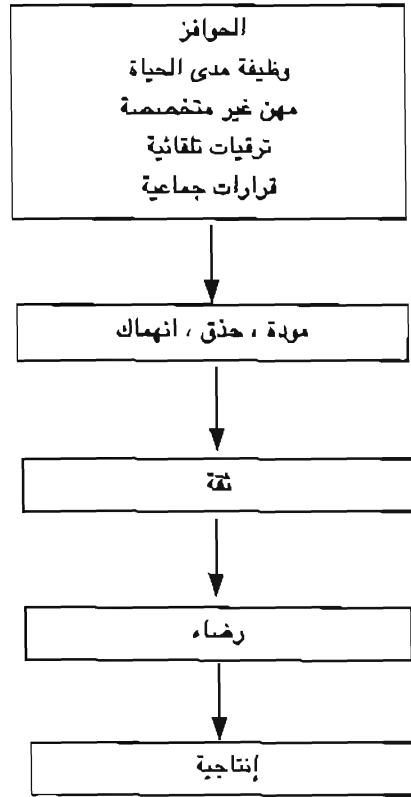 الحوافز
وظيفة مدى الحياة
مهن غير متخصصة
ترقيات تلقائية
قرارات جماعية
مودة ، حذق ، انهماك
ثقة
رضاء
إنتاجية